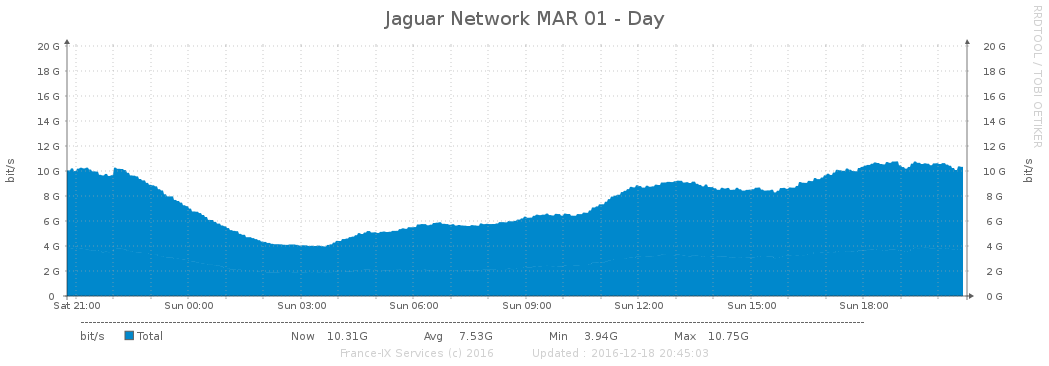 Jaguar Network MAR 01 - Day
RRDTOOL / TOBI OETIKER
bit/s
20 G 20 G
18 G 18 G
16 G 16 G
14 G 14 G
12 G 12 G
10 G 10 G
8 G 8 G
6 G 6 G
4 G 4 G
2 G 2 G
0 0 G
bit/s
Sat 21:00 Sun 00:00 Sun 03:00 Sun 06:00 Sun 09:00 Sun 12:00 Sun 15:00 Sun 18:00
bit/s Total Now 10.31G Avg 7.53G Min 3.94G Max 10.75G
France-IX Services (c) 2016 Updated : 2016-12-18 20:45:03